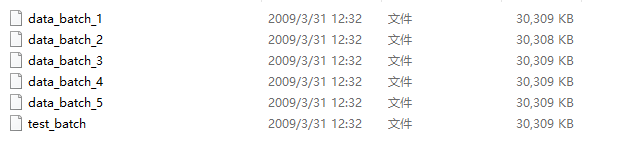 data_batch_1 2009/3/31 12:32 文件 30,309 KB
data_batch_2 2009/3/31 12:32 文件 30,308 KB
data_batch_3 2009/3/31 12:32 文件 30,309 KB
data_batch_4 2009/3/31 12:32 文件 30,309 KB
data_batch_5 2009/3/31 12:32 文件 30,309 KB
test_batch 2009/3/31 12:32 文件 30,309 KB